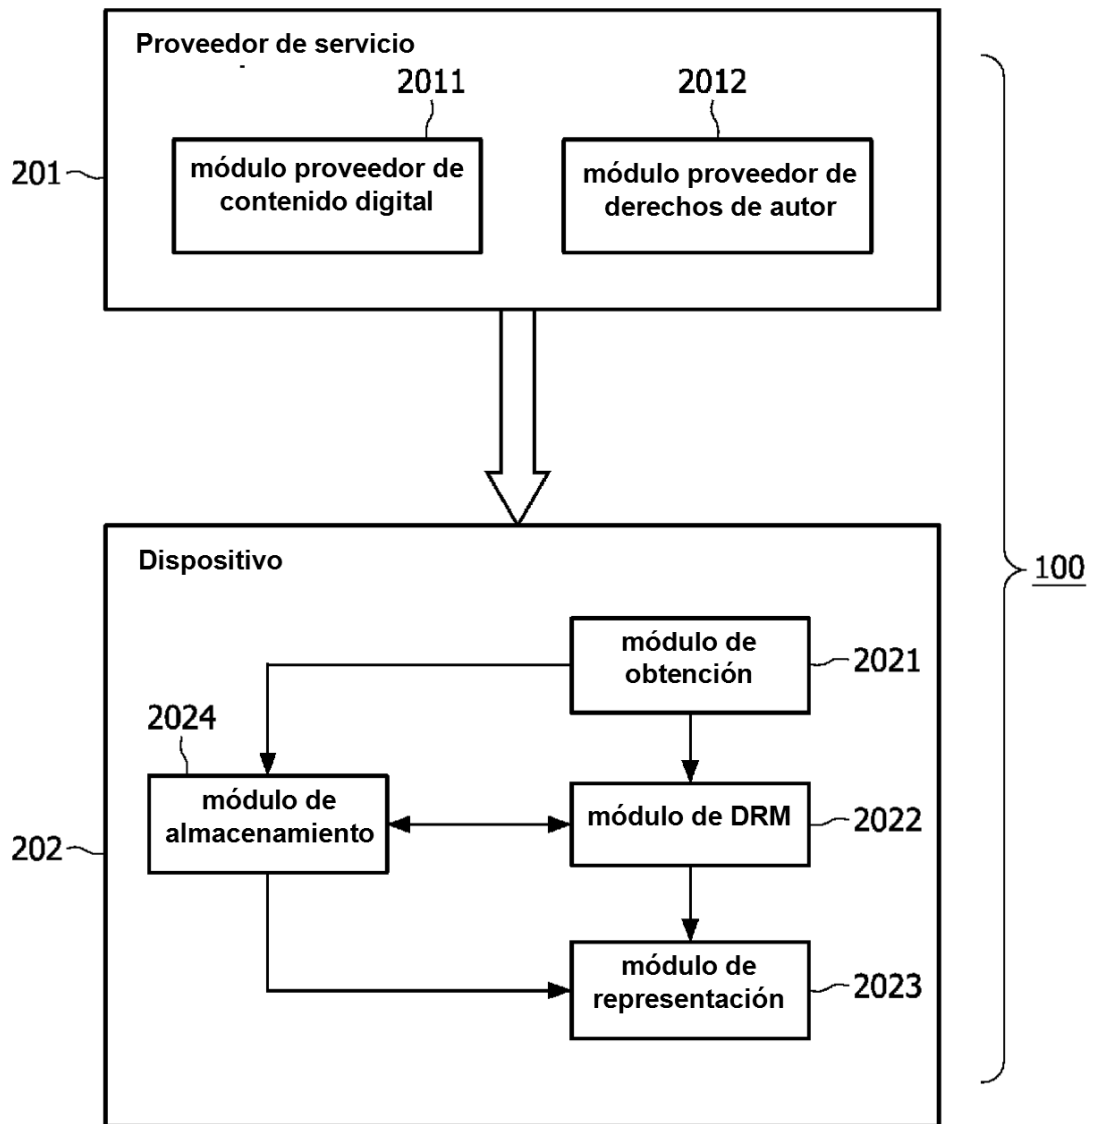 Proveedor de servicio
2011
2012
201
módulo proveedor de
contenido digital
módulo proveedor de
derechos de autor
100
Dispositivo
módulo de
obtención
2021
2024
módulo de
almacenamiento
módulo de DRM
2022
202
módulo de
representación
2023